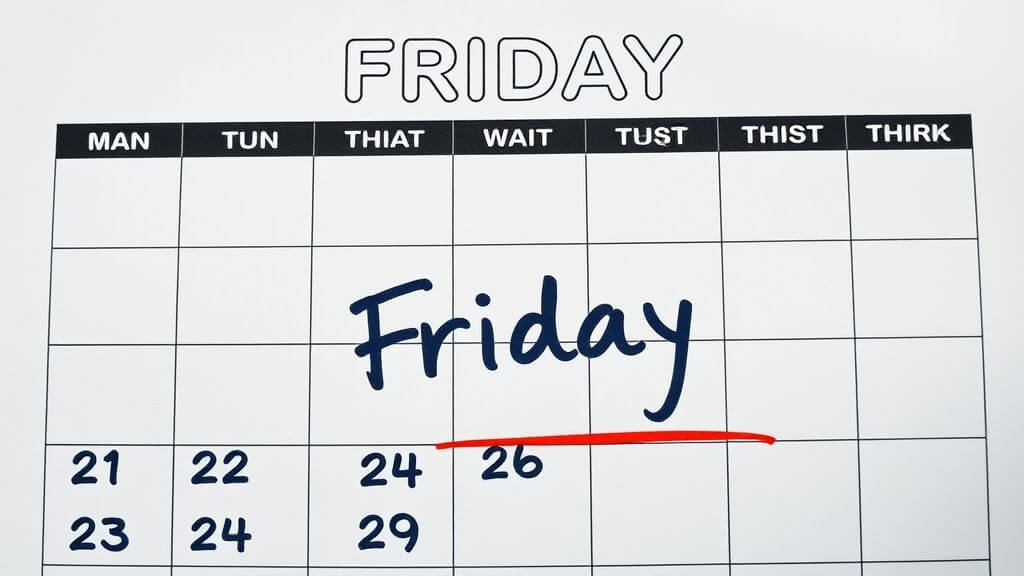 FRIDAY
MAN TUN THIAT WAIT TUST THIST THIRK
Friday
21 22 24 26
23 24 29